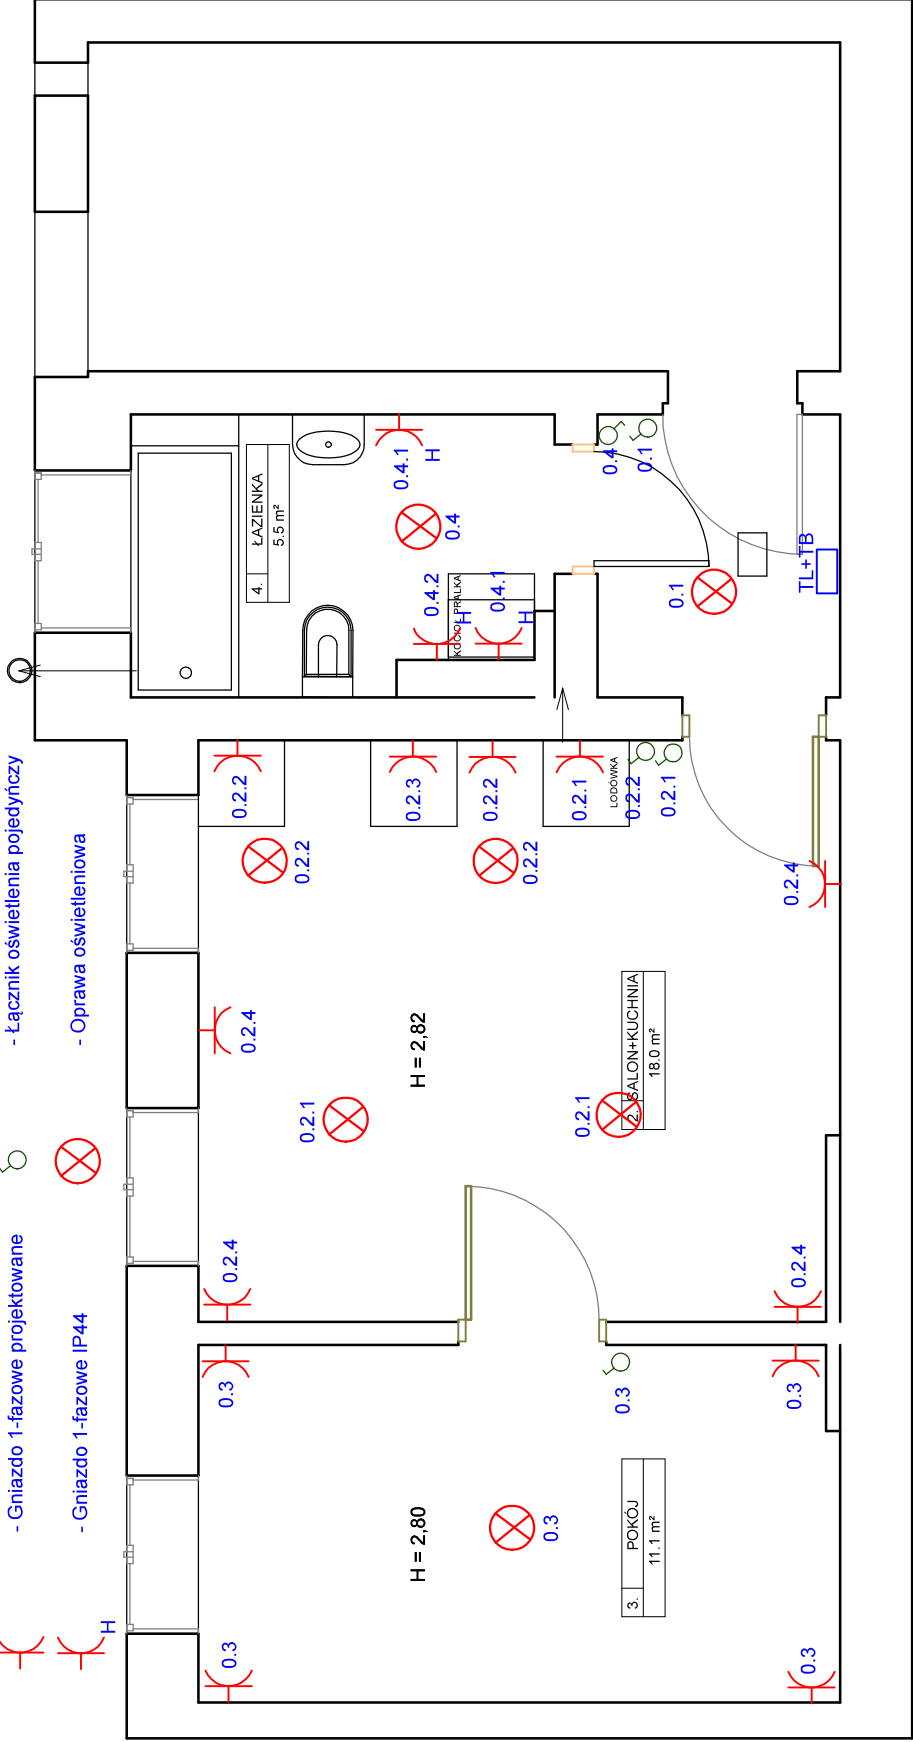 - Gniazdo 1-fazowe projektowane
- Łącznik oświetlenia pojedyńczy
H
- Gniazdo 1-fazowe IP44
- Oprawa oświetleniowa
0.3
0.3
0.2.4
0.2.4
0.2.2
0.2.1
0.2.2
4.
ŁAZIENKA
5.5 m²
H = 2,80
H = 2,82
0.2.3
0.4.1
H
0.4.2
H
0.4
KOCIOŁ PRALKA
0.2.2
0.4.1
H
0.3
0.2.2
0.2.1
0.2.1
LODÓWKA
0.4
0.3
0.2.2
0.1
3.
POKÓJ
11.1 m²
2.
SALON+KUCHNIA
18.0 m²
0.2.1
0.1
0.3
0.3
0.2.4
0.2.4
TL+TB